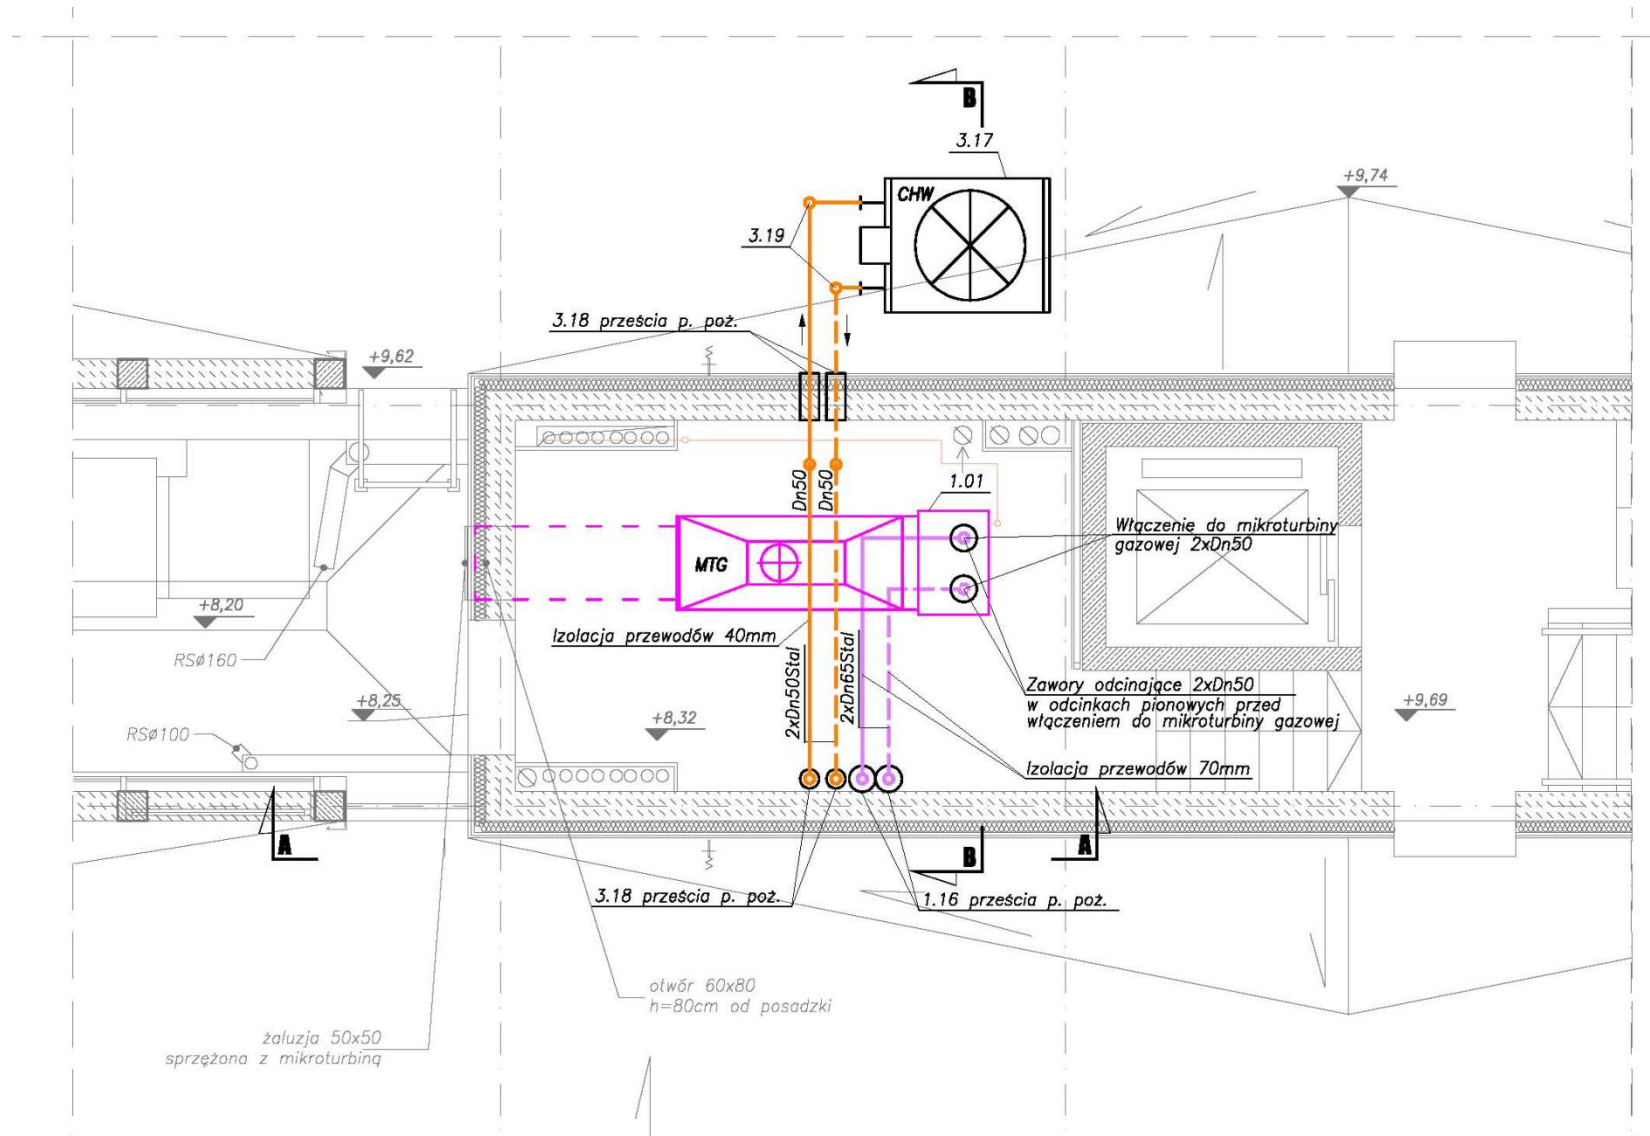 B
3.17
CHW
+9,74
3.19
3.18 prześcia p. poż.
+9,62
Dn50
Dn50
1.01
Włączenie do mikroturbiny
gazowej 2xDn50
MTG
+8,20
Izolacja przewodów 40mm
RSø160
2xDn50Stal
2xDn65Stal
Zawory odcinające 2xDn50
w odcinkach pionowych przed
włączeniem do mikroturbiny gazowej
+8,25
+8,32
+9,69
RSø100
Izolacja przewodów 70mm
A
B
A
3.18 prześcia p. poż.
1.16 prześcia p. poż.
otwór 60x80
h=80cm od posadzki
żaluzja 50x50
sprzężona z mikroturbiną